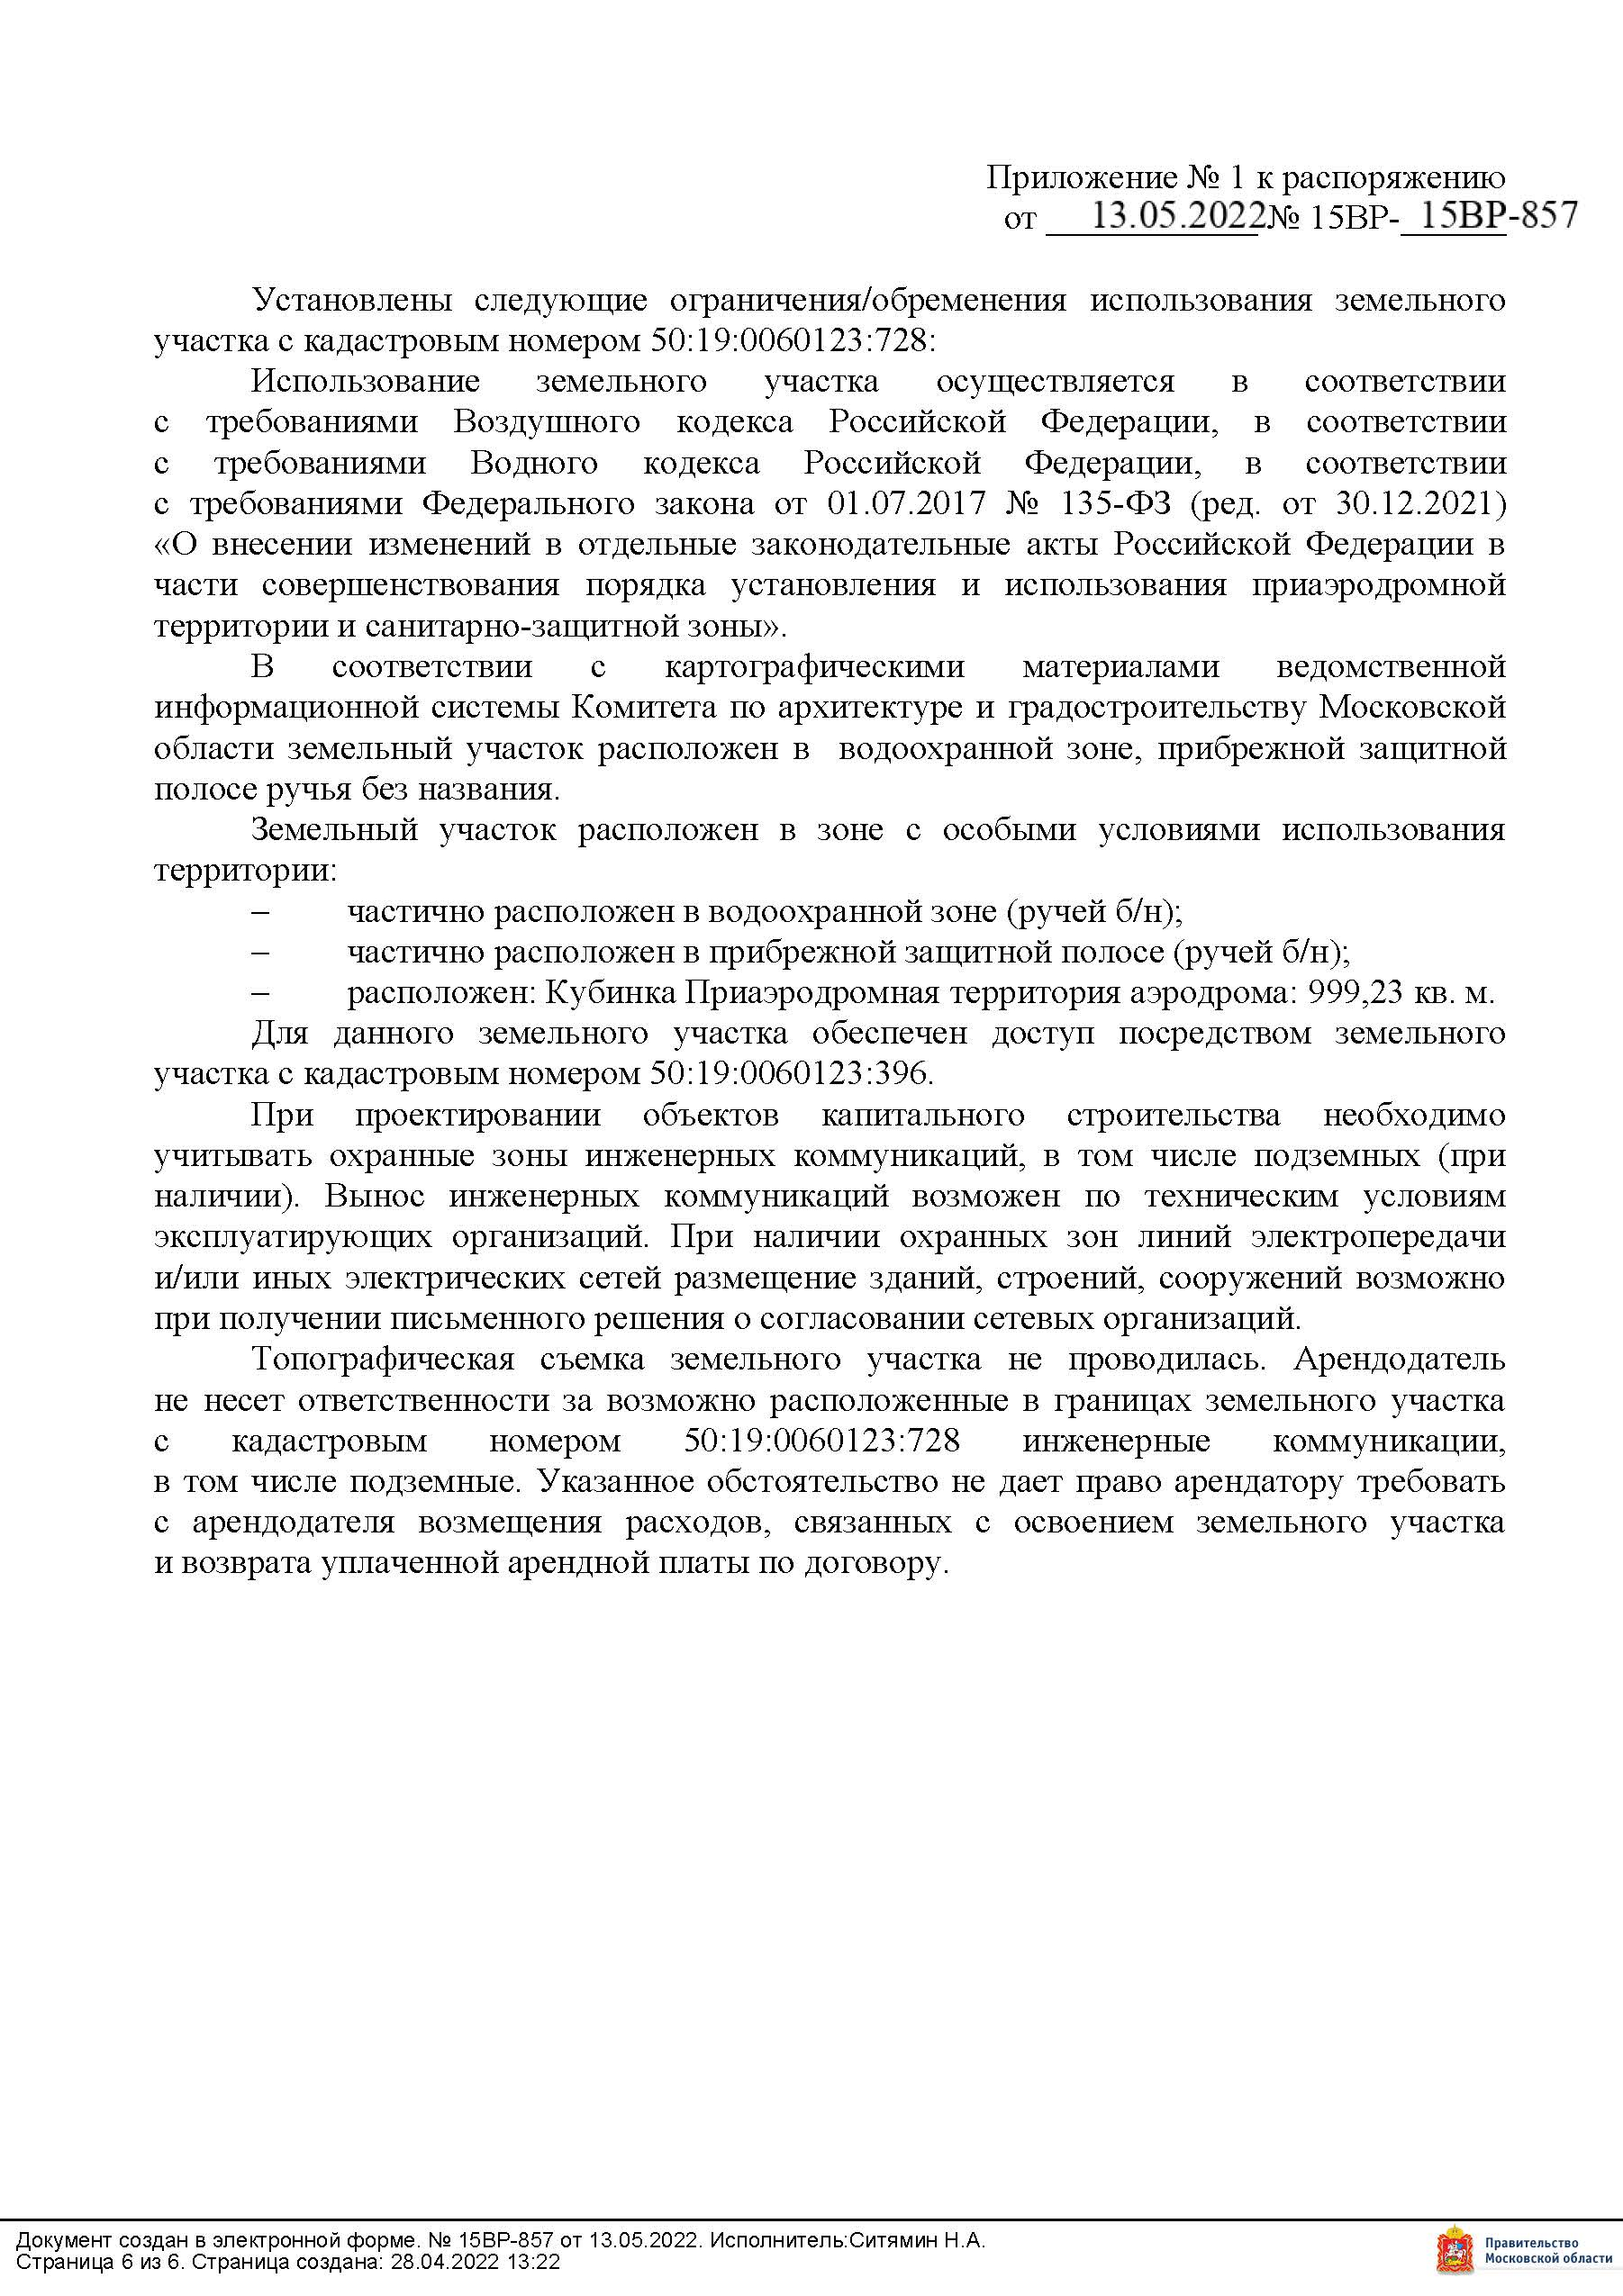 Приложение № 1 к распоряжению
от 13.05.2022 № 15ВР- 15ВР-857
Установлены следующие ограничения/обременения использования земельного
участка с кадастровым номером 50:19:0060123:728:
Использование земельного участка осуществляется в соответствии
с требованиями Воздушного кодекса Российской Федерации, в соответствии
с требованиями Водного кодекса Российской Федерации, в соответствии
с требованиями Федерального закона от 01.07.2017 № 135-ФЗ (ред. от 30.12.2021)
«О внесении изменений в отдельные законодательные акты Российской Федерации в
части совершенствования порядка установления и использования приаэродромной
территории и санитарно-защитной зоны».
В соответствии с картографическими материалами ведомственной
информационной системы Комитета по архитектуре и градостроительству Московской
области земельный участок расположен в водоохранной зоне, прибрежной защитной
полосе ручья без названия.
Земельный участок расположен в зоне с особыми условиями использования
территории:
– частично расположен в водоохранной зоне (ручей б/н);
– частично расположен в прибрежной защитной полосе (ручей б/н);
– расположен: Кубинка Приаэродромная территория аэродрома: 999,23 кв. м.
Для данного земельного участка обеспечен доступ посредством земельного
участка с кадастровым номером 50:19:0060123:396.
При проектировании объектов капитального строительства необходимо
учитывать охранные зоны инженерных коммуникаций, в том числе подземных (при
наличии). Вынос инженерных коммуникаций возможен по техническим условиям
эксплуатирующих организаций. При наличии охранных зон линий электропередачи
и/или иных электрических сетей размещение зданий, строений, сооружений возможно
при получении письменного решения о согласовании сетевых организаций.
Топографическая съемка земельного участка не проводилась. Арендодатель
не несет ответственности за возможно расположенные в границах земельного участка
с кадастровым номером 50:19:0060123:728 инженерные коммуникации,
в том числе подземные. Указанное обстоятельство не дает право арендатору требовать
с арендодателя возмещения расходов, связанных с освоением земельного участка
и возврата уплаченной арендной платы по договору.
Документ создан в электронной форме. № 15ВР-857 от 13.05.2022. Исполнитель:Ситямин Н.А.
Страница 6 из 6. Страница создана: 28.04.2022 13:22
Правительство
Московской области